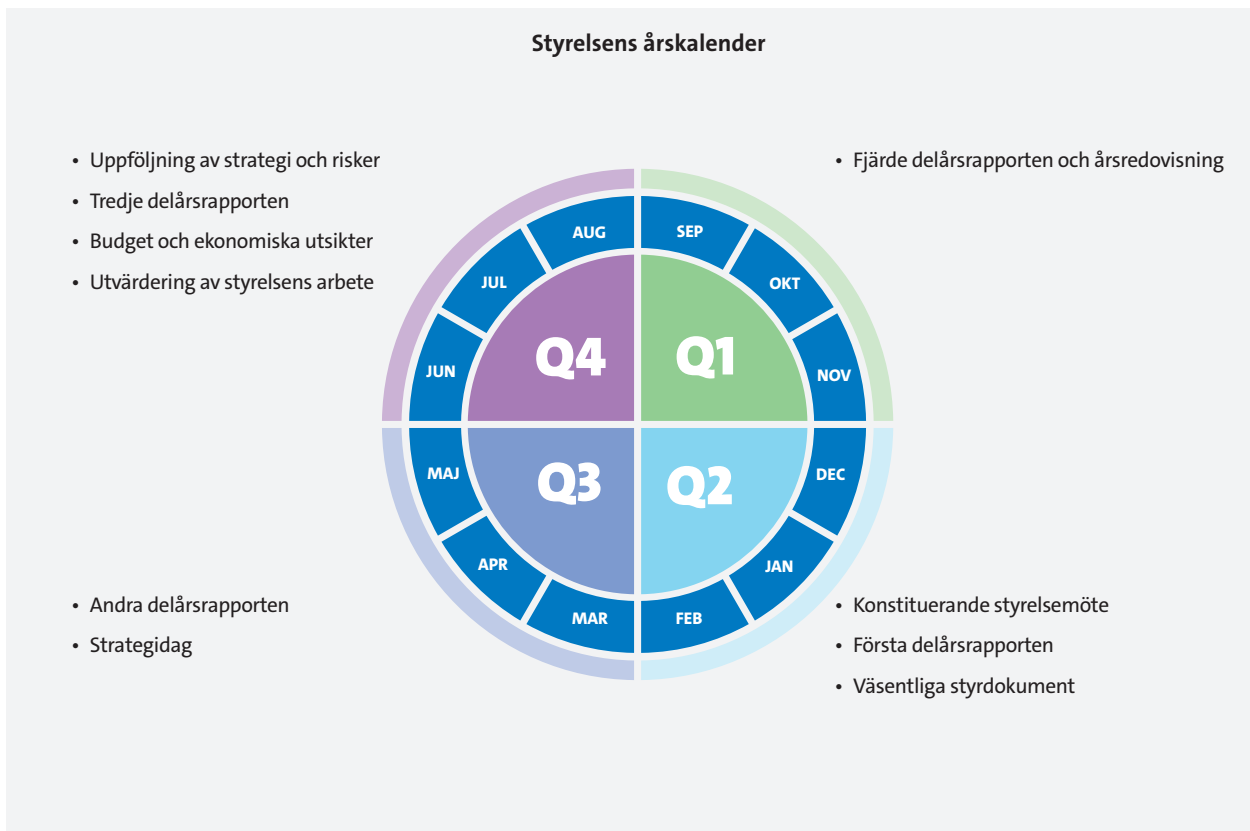 Styrelsens årskalender
• Uppföljning av strategi och risker
• Tredje delårsrapporten
• Budget och ekonomiska utsikter
• Utvärdering av styrelsens arbete
• Fjärde delårsrapporten och årsredovisning
AUG
SEP
JUL
OKT
JUN
NOV
Q4
Q1
MAJ
DEC
Q3
Q2
APR
JAN
MAR
FEB
• Andra delårsrapporten
• Strategidag
• Konstituerande styrelsemöte
• Första delårsrapporten
• Väsentliga styrdokument